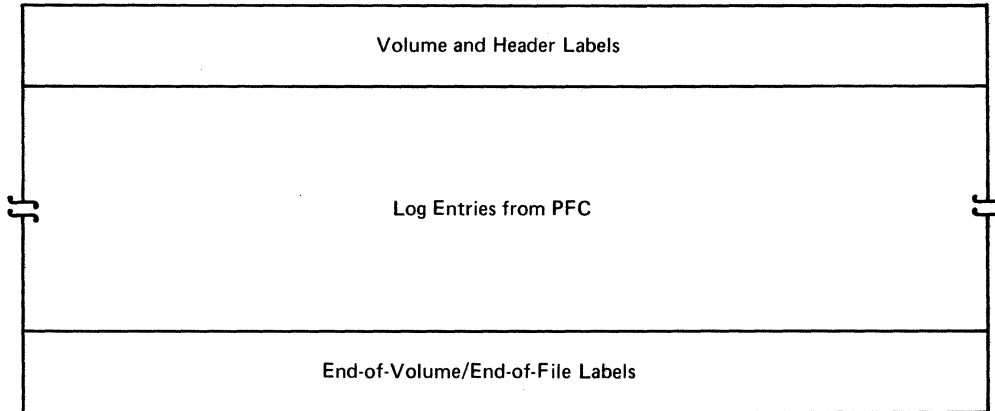 Volume and Header Labels
Log Entries from PFC
End-of-Volume/End-of-File Labels